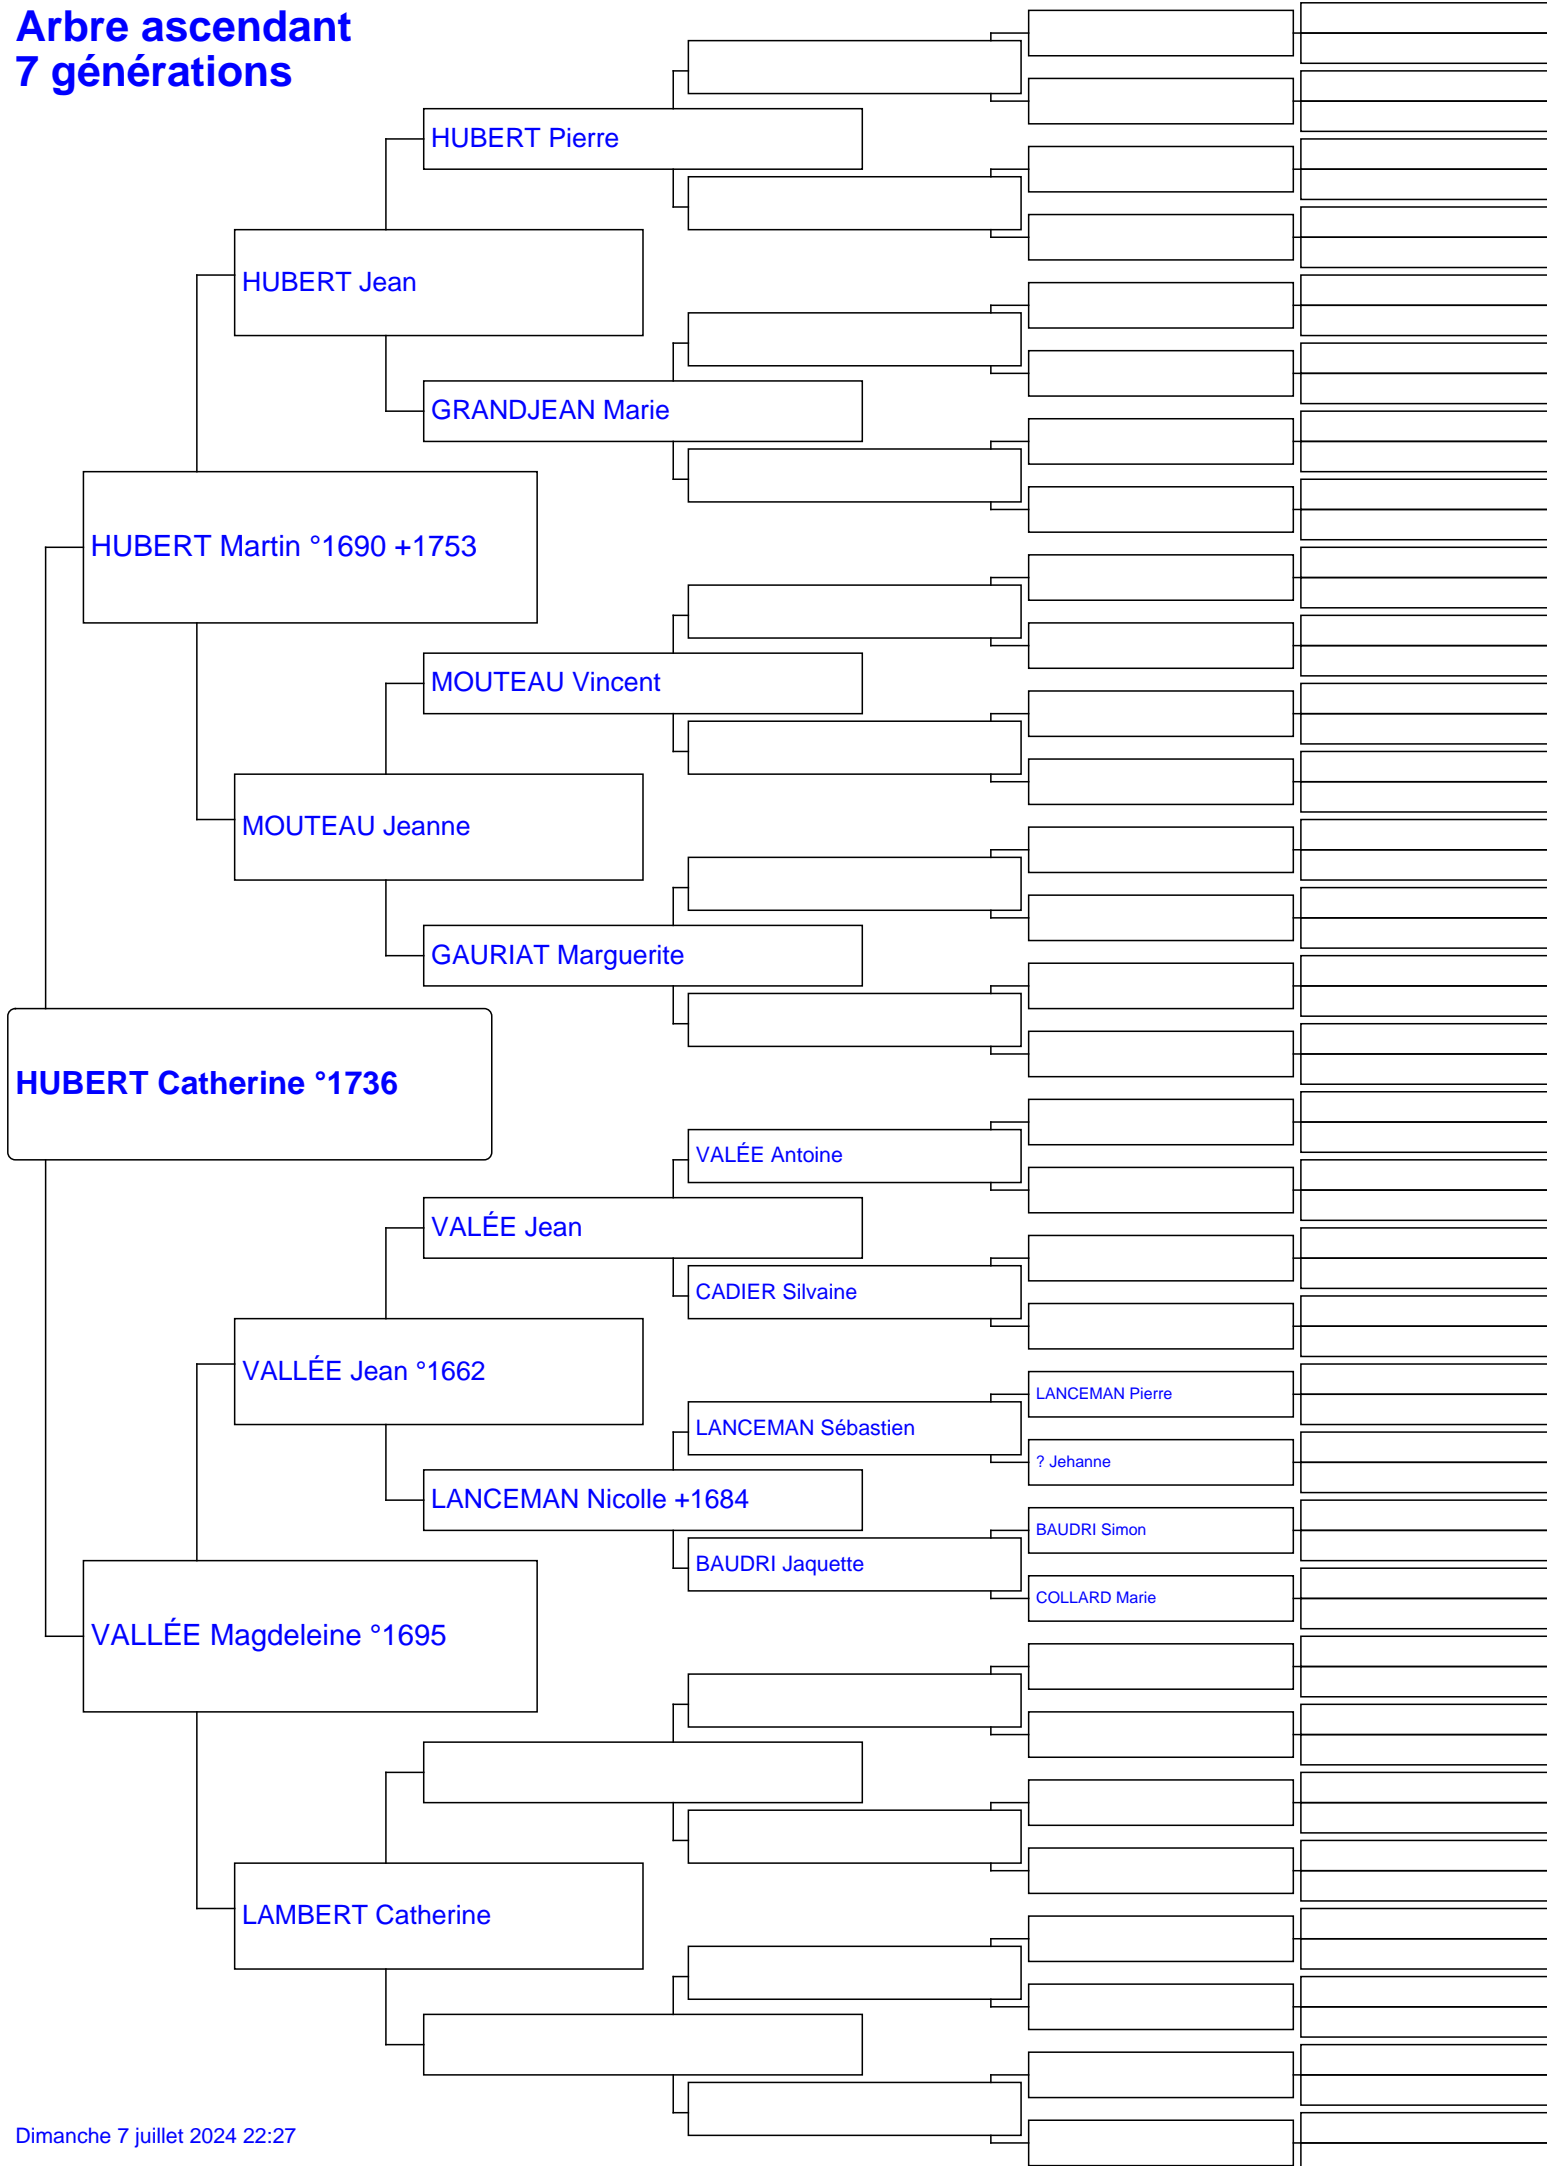 Arbre ascendant
7 générations
HUBERT Pierre
HUBERT Jean
GRANDJEAN Marie
HUBERT Martin °1690 +1753
MOUTEAU Vincent
MOUTEAU Jeanne
GAURIAT Marguerite
HUBERT Catherine °1736
VALÉE Antoine
VALÉE Jean
CADIER Silvaine
VALLÉE Jean °1662
LANCEMAN Pierre
LANCEMAN Sébastien
? Jehanne
LANCEMAN Nicolle +1684
BAUDRI Simon
BAUDRI Jaquette
COLLARD Marie
VALLÉE Magdeleine °1695
LAMBERT Catherine
Dimanche 7 juillet 2024 22:27